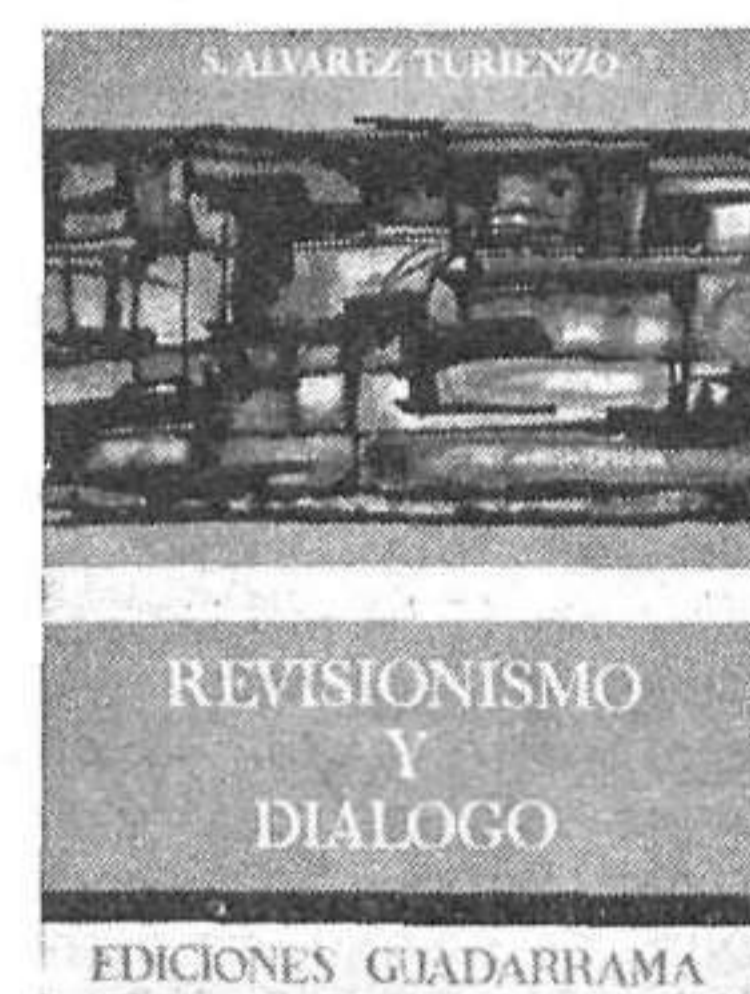 S. ALVAREZ TURIENZO
REVISIONISMO
Y
DIALOGO
EDICIONES GUADARRAMA